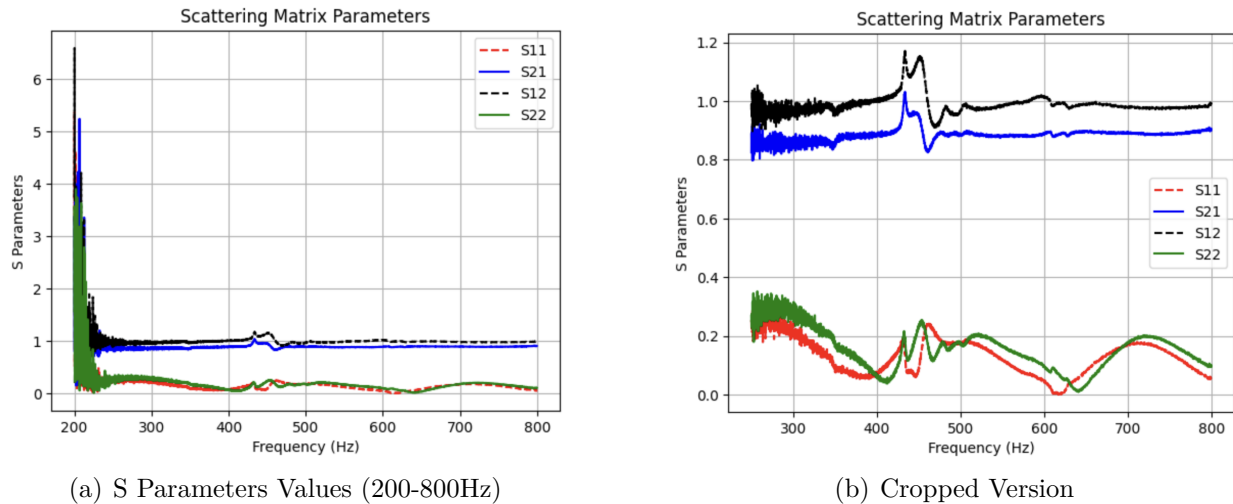 Scattering Matrix Parameters
S Parameters
6
5
4
3
2
1
0
S11
S21
S12
S22
200 300 400 500 600 700 800
Frequency (Hz)
(a) S Parameters Values (200-800Hz)
Scattering Matrix Parameters
S Parameters
1.2
1.0
0.8
0.6
0.4
0.2
0.0
S11
S21
S12
S22
300 400 500 600 700 800
Frequency (Hz)
(b) Cropped Version